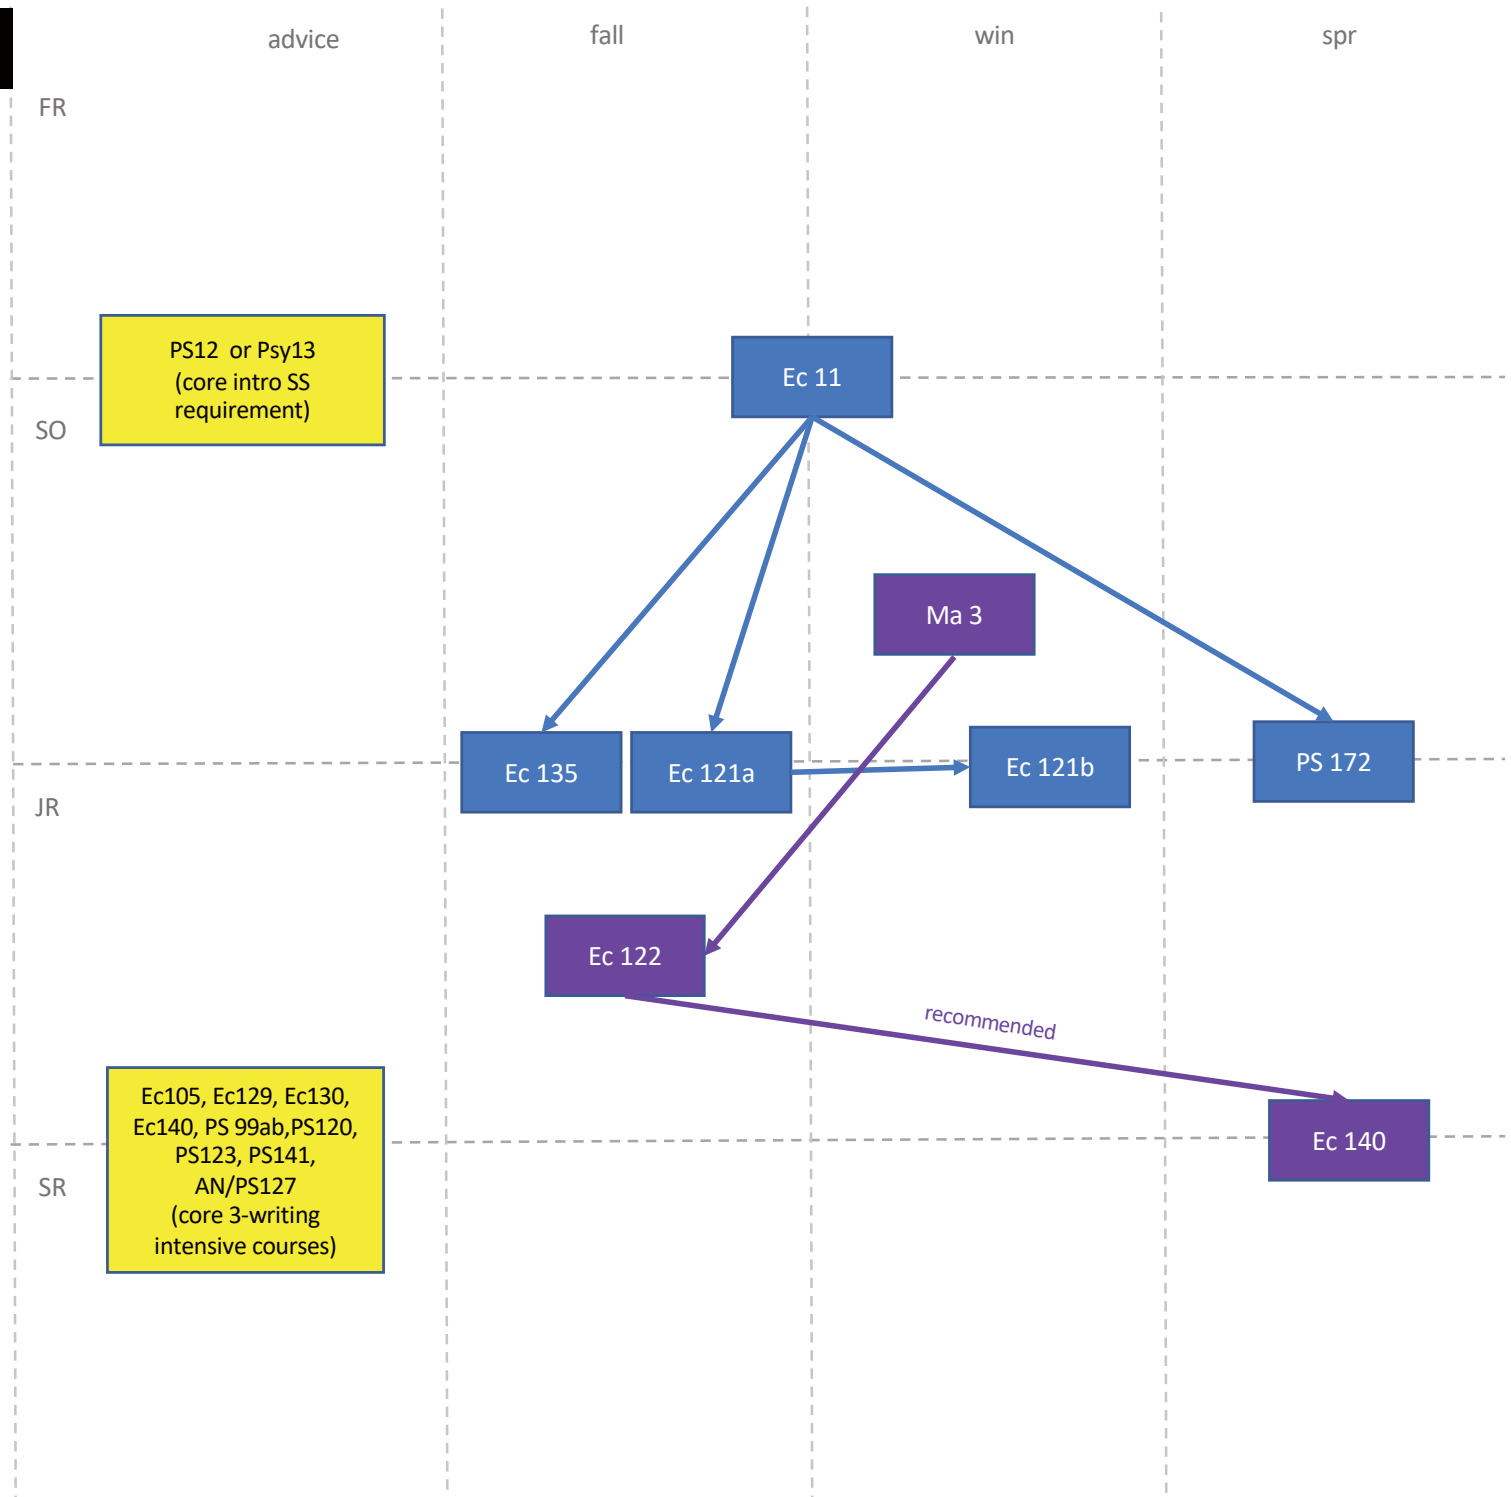 advice
fall
win
spr
FR
PS12 or Psy13
(core intro SS
requirement)
Ec 11
SO
Ma 3
Ec 135
Ec 121a
Ec 121b
PS 172
JR
Ec 122
recommended
Ec105, Ec129, Ec130,
Ec140, PS 99ab,PS120,
PS123, PS141,
AN/PS127
(core 3-writing
intensive courses)
Ec 140
SR